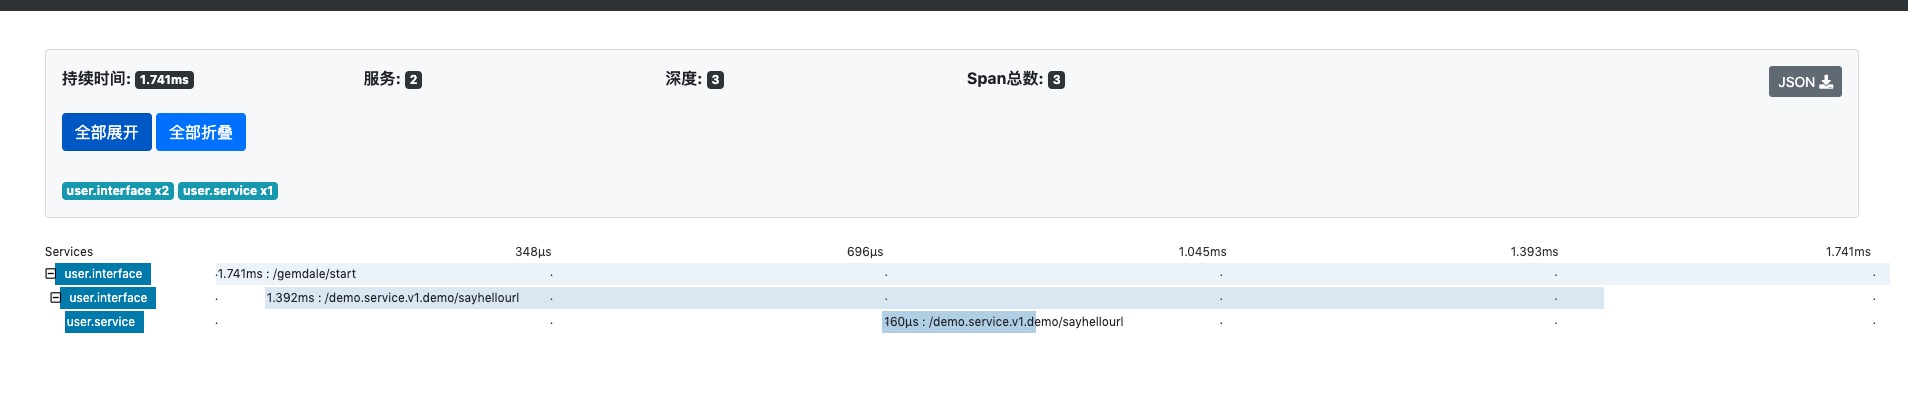 持续时间: 1.741ms 服务: 2 深度: 3 Span总数: 3 JSON
全部展开 全部折叠
user.interface x2 user.service x1
Services 348μs 696μs 1.045ms 1.393ms 1.741ms
user.interface 1.741ms : /gemdale/start
user.interface 1.392ms : /demo.service.v1.demo/sayhellourl
user.service 160μs : /demo.service.v1.demo/sayhellourl